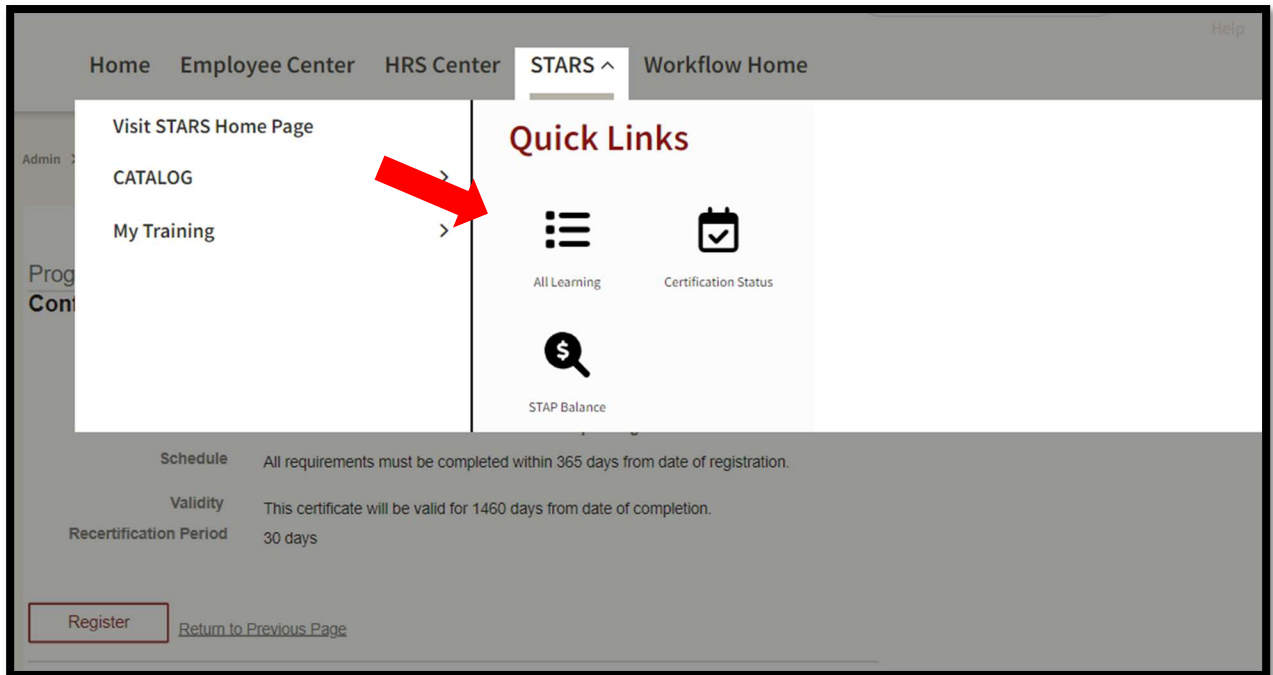 Help
Home Employee Center HRS Center STARS Workflow Home
Visit STARS Home Page
CATALOG
My Training
Quick Links
All Learning
Certification Status
STAP Balance
Admin
Prog
Schedule All requirements must be completed within 365 days from date of registration.
Validity This certificate will be valid for 1460 days from date of completion.
Recertification Period 30 days
Register Return to Previous Page